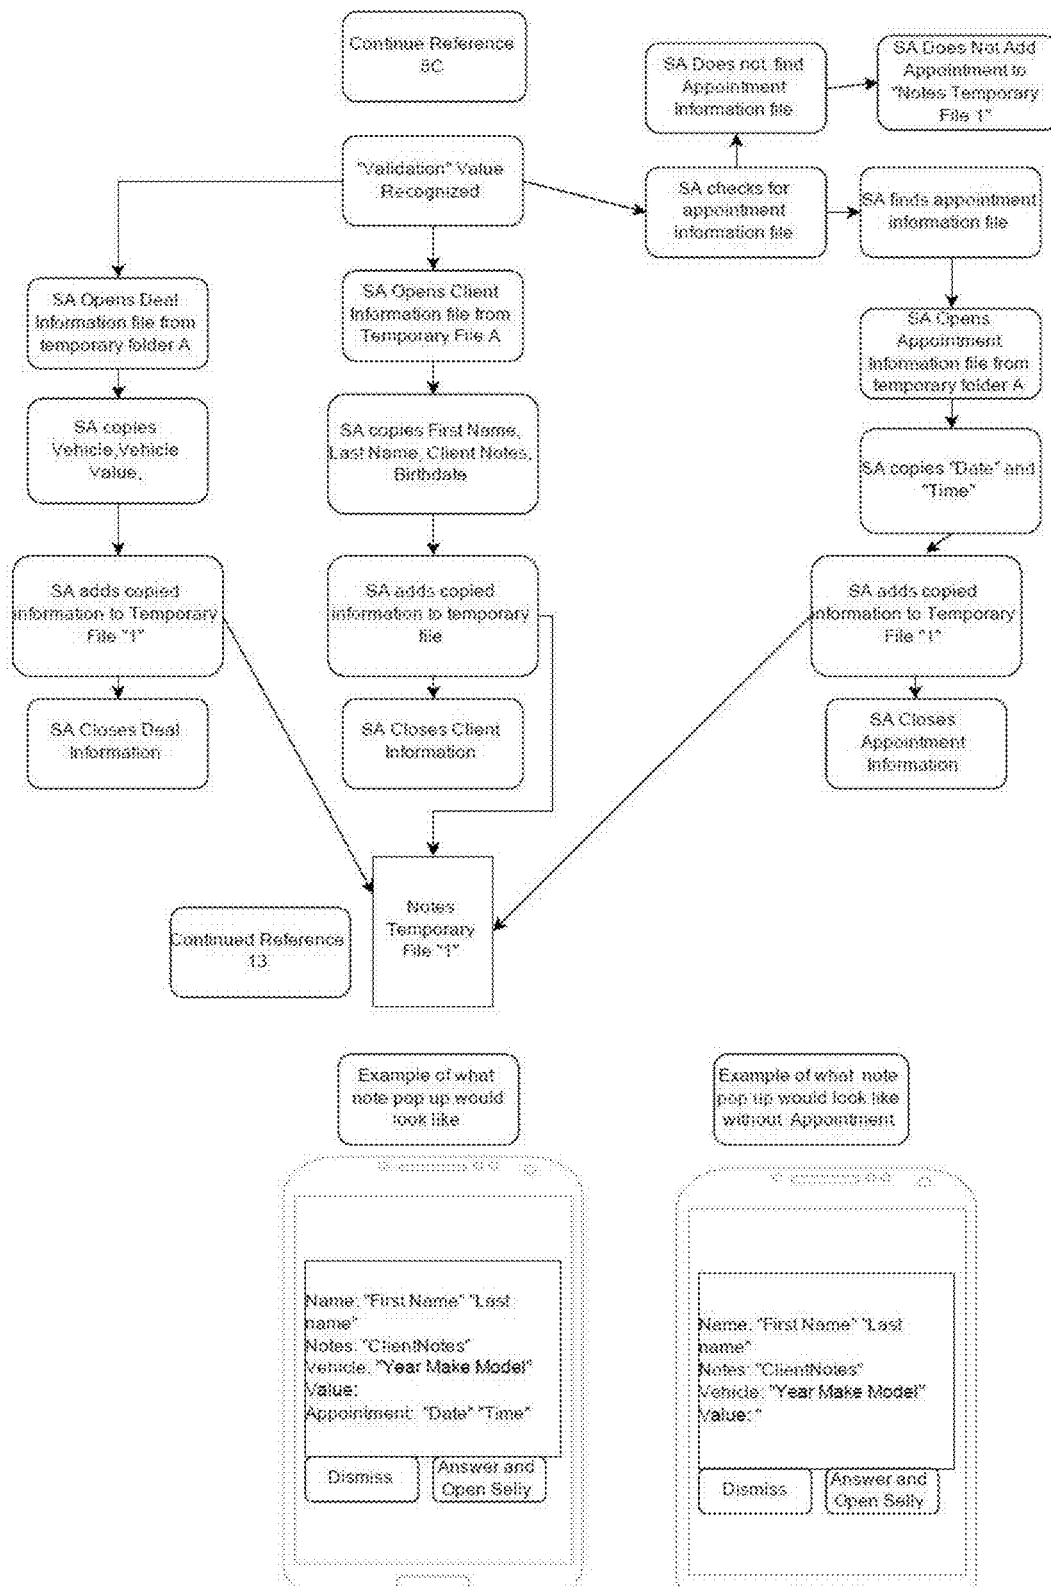 Continue Reference
8C
SA Does not find
Appointment
Information file
SA Does Not Add
Appointment to
"Notes Temporary
File 1"
"Validation" Value
Recognized
SA checks for
appointment
information file
SA finds appointment
information file
SA Opens Deal
Information file from
temporary folder A
SA Opens Client
Information file from
Temporary File A
SA Opens
Appointment
Information file from
temporary folder A
SA copies
Vehicle,Vehicle
Value,
SA copies First Name,
Last Name, Client Notes,
Birthdate
SA copies "Date" and
"Time"
SA adds copied
information to Temporary
File "1"
SA adds copied
information to temporary
file
SA adds copied
information to Temporary
File "1"
SA Closes Deal
Information
SA Closes Client
Information
SA Closes
Appointment
Information
Continued Reference
13
Notes
Temporary
File "1"
Example of what
note pop up would
look like
Example of what note
pop up would look like
without Appointment
Name: "First Name" "Last
name"
Notes: "ClientNotes"
Vehicle: "Year Make Model"
Value:
Appointment: "Date" "Time"
Dismiss
Answer and
Open Selly
Name: "First Name" "Last
name"
Notes: "ClientNotes"
Vehicle: "Year Make Model"
Value: "
Dismiss
Answer and
Open Selly